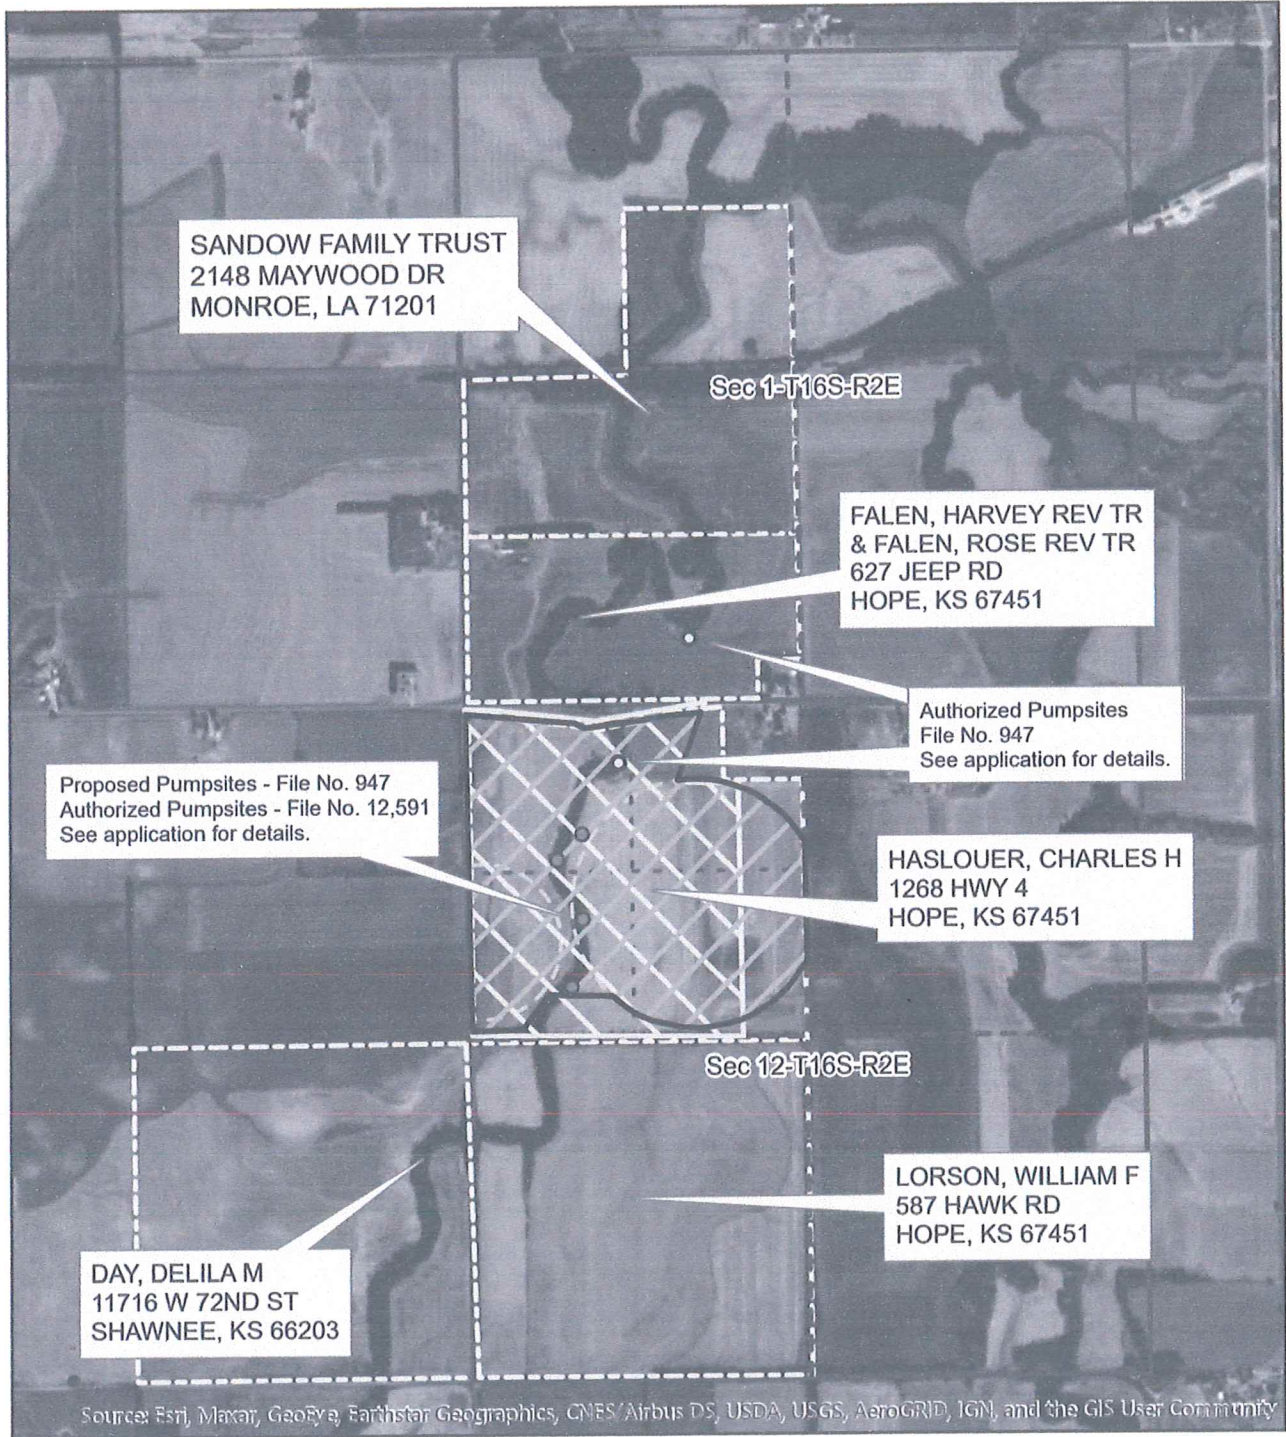 SANDOW FAMILY TRUST
2148 MAYWOOD DR
MONROE, LA 71201
Sec 1-T16S-R2E
FALEN, HARVEY REV TR
& FALEN, ROSE REV TR
627 JEEP RD
HOPE, KS 67451
Authorized Pumpsites
File No. 947
See application for details.
Proposed Pumpsites - File No. 947
Authorized Pumpsites - File No. 12,591
See application for details.
HASLOUER, CHARLES H
1268 HWY 4
HOPE, KS 67451
Sec 12-T16S-R2E
LORSON, WILLIAM F
587 HAWK RD
HOPE, KS 67451
DAY, DELILA M
11716 W 72ND ST
SHAWNEE, KS 66203
Source: Esri, Maxar, GeoEye, Earthstar Geographics, CNES/Airbus DS, USDA, USGS, AeroGRID, IGN, and the GIS User Community